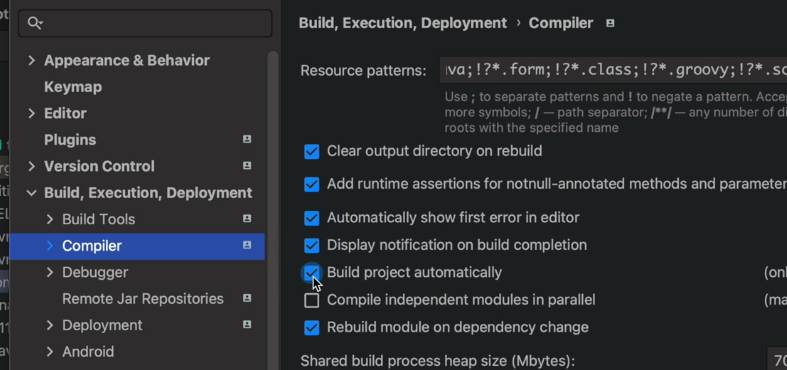 Build, Execution, Deployment › Compiler
Appearance & Behavior
Keymap
Editor
Plugins
Version Control
Build, Execution, Deployment
Build Tools
Compiler
Debugger
Remote Jar Repositories
Deployment
Android
Resource patterns:
va;!?*.form;!?*.class;!?*.groovy;!?*.sc
Use ; to separate patterns and ! to negate a pattern. Acce
more symbols; / — path separator; /**/ — any number of di
roots with the specified name
Clear output directory on rebuild
Add runtime assertions for notnull-annotated methods and parameter
Automatically show first error in editor
Display notification on build completion
Build project automatically (onl
Compile independent modules in parallel (ma
Rebuild module on dependency change
Shared build process heap size (Mbytes): 70